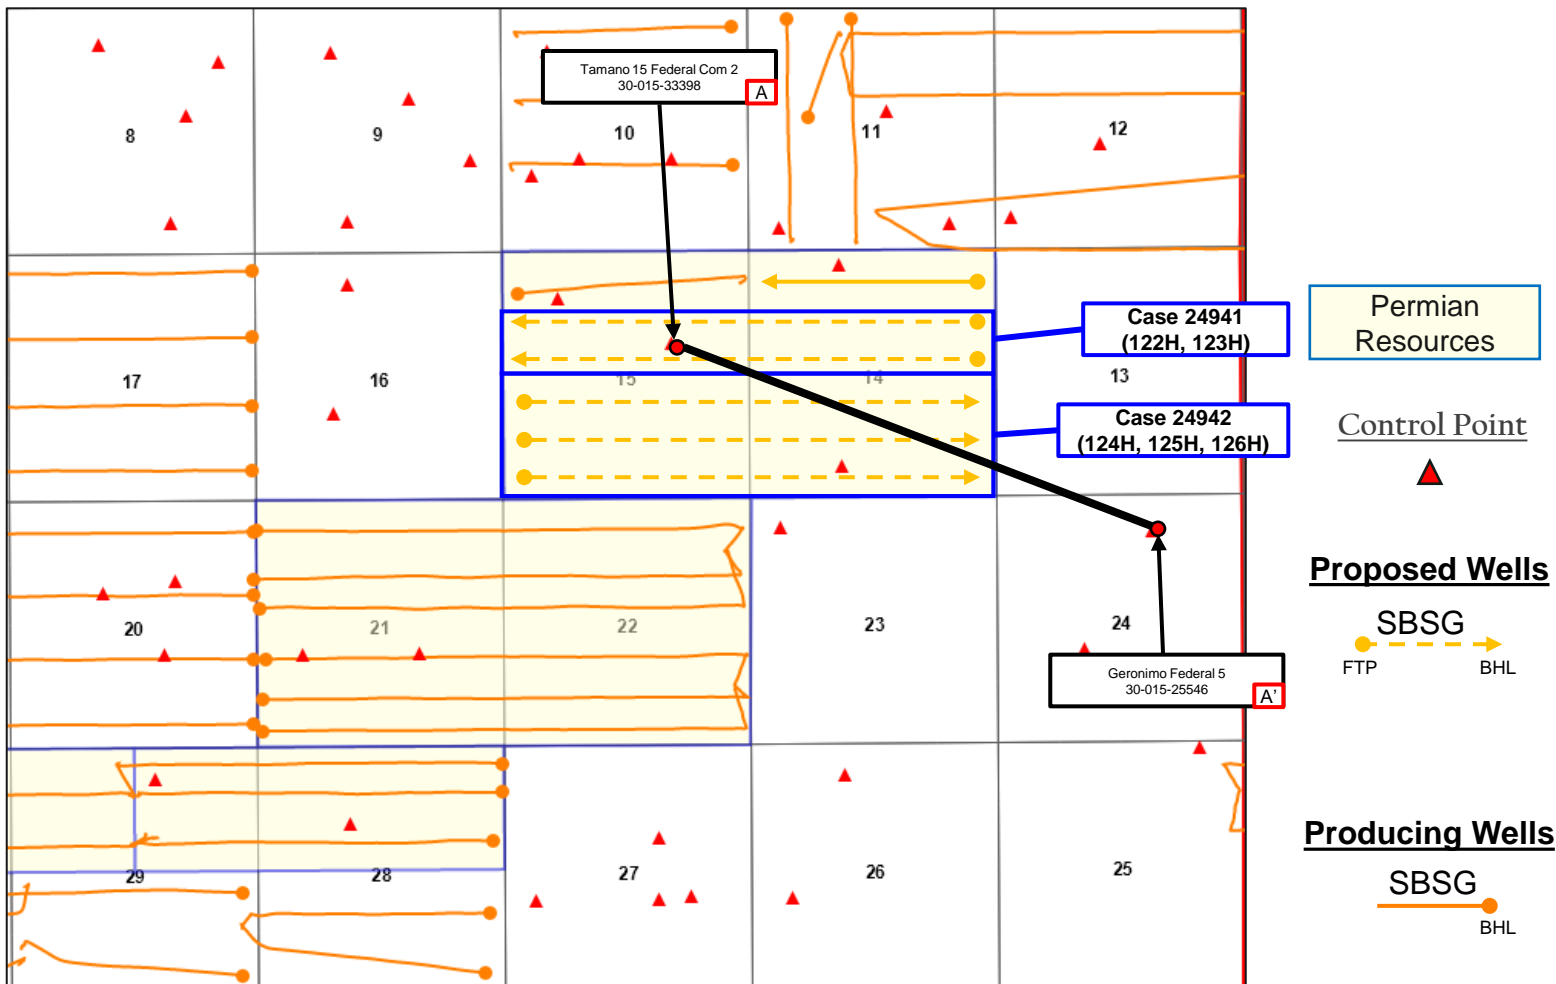 Tamano 15 Federal Com 2
30-015-33398
A
8
9
10
11
12
17
16
15
14
13
Case 24941
(122H, 123H)
Case 24942
(124H, 125H, 126H)
20
21
22
23
24
Geronimo Federal 5
30-015-25546
A'
29
28
27
26
25
Permian
Resources
Control Point
Proposed Wells
SBSG
FTP BHL
Producing Wells
SBSG
BHL